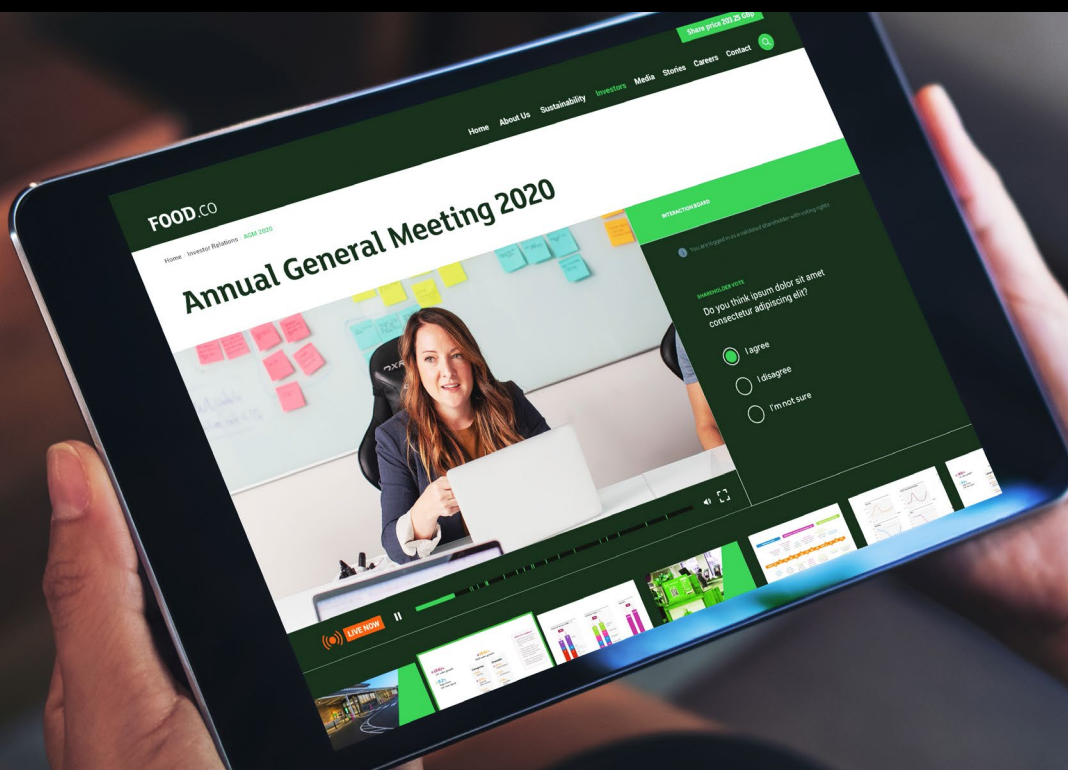 Share price 203.25 GBp
Home About Us Sustainability Investors Media Stories Careers Contact
FOOD.CO
Home Investor Relations AGM 2020
Annual General Meeting 2020
INTERACTION BOARD
You are logged in as a validated shareholder with voting rights
SHAREHOLDER VOTE
Do you think ipsum dolor sit amet
consectetur adipiscing elit?
I agree
I disagree
I'm not sure
LIVE NOW